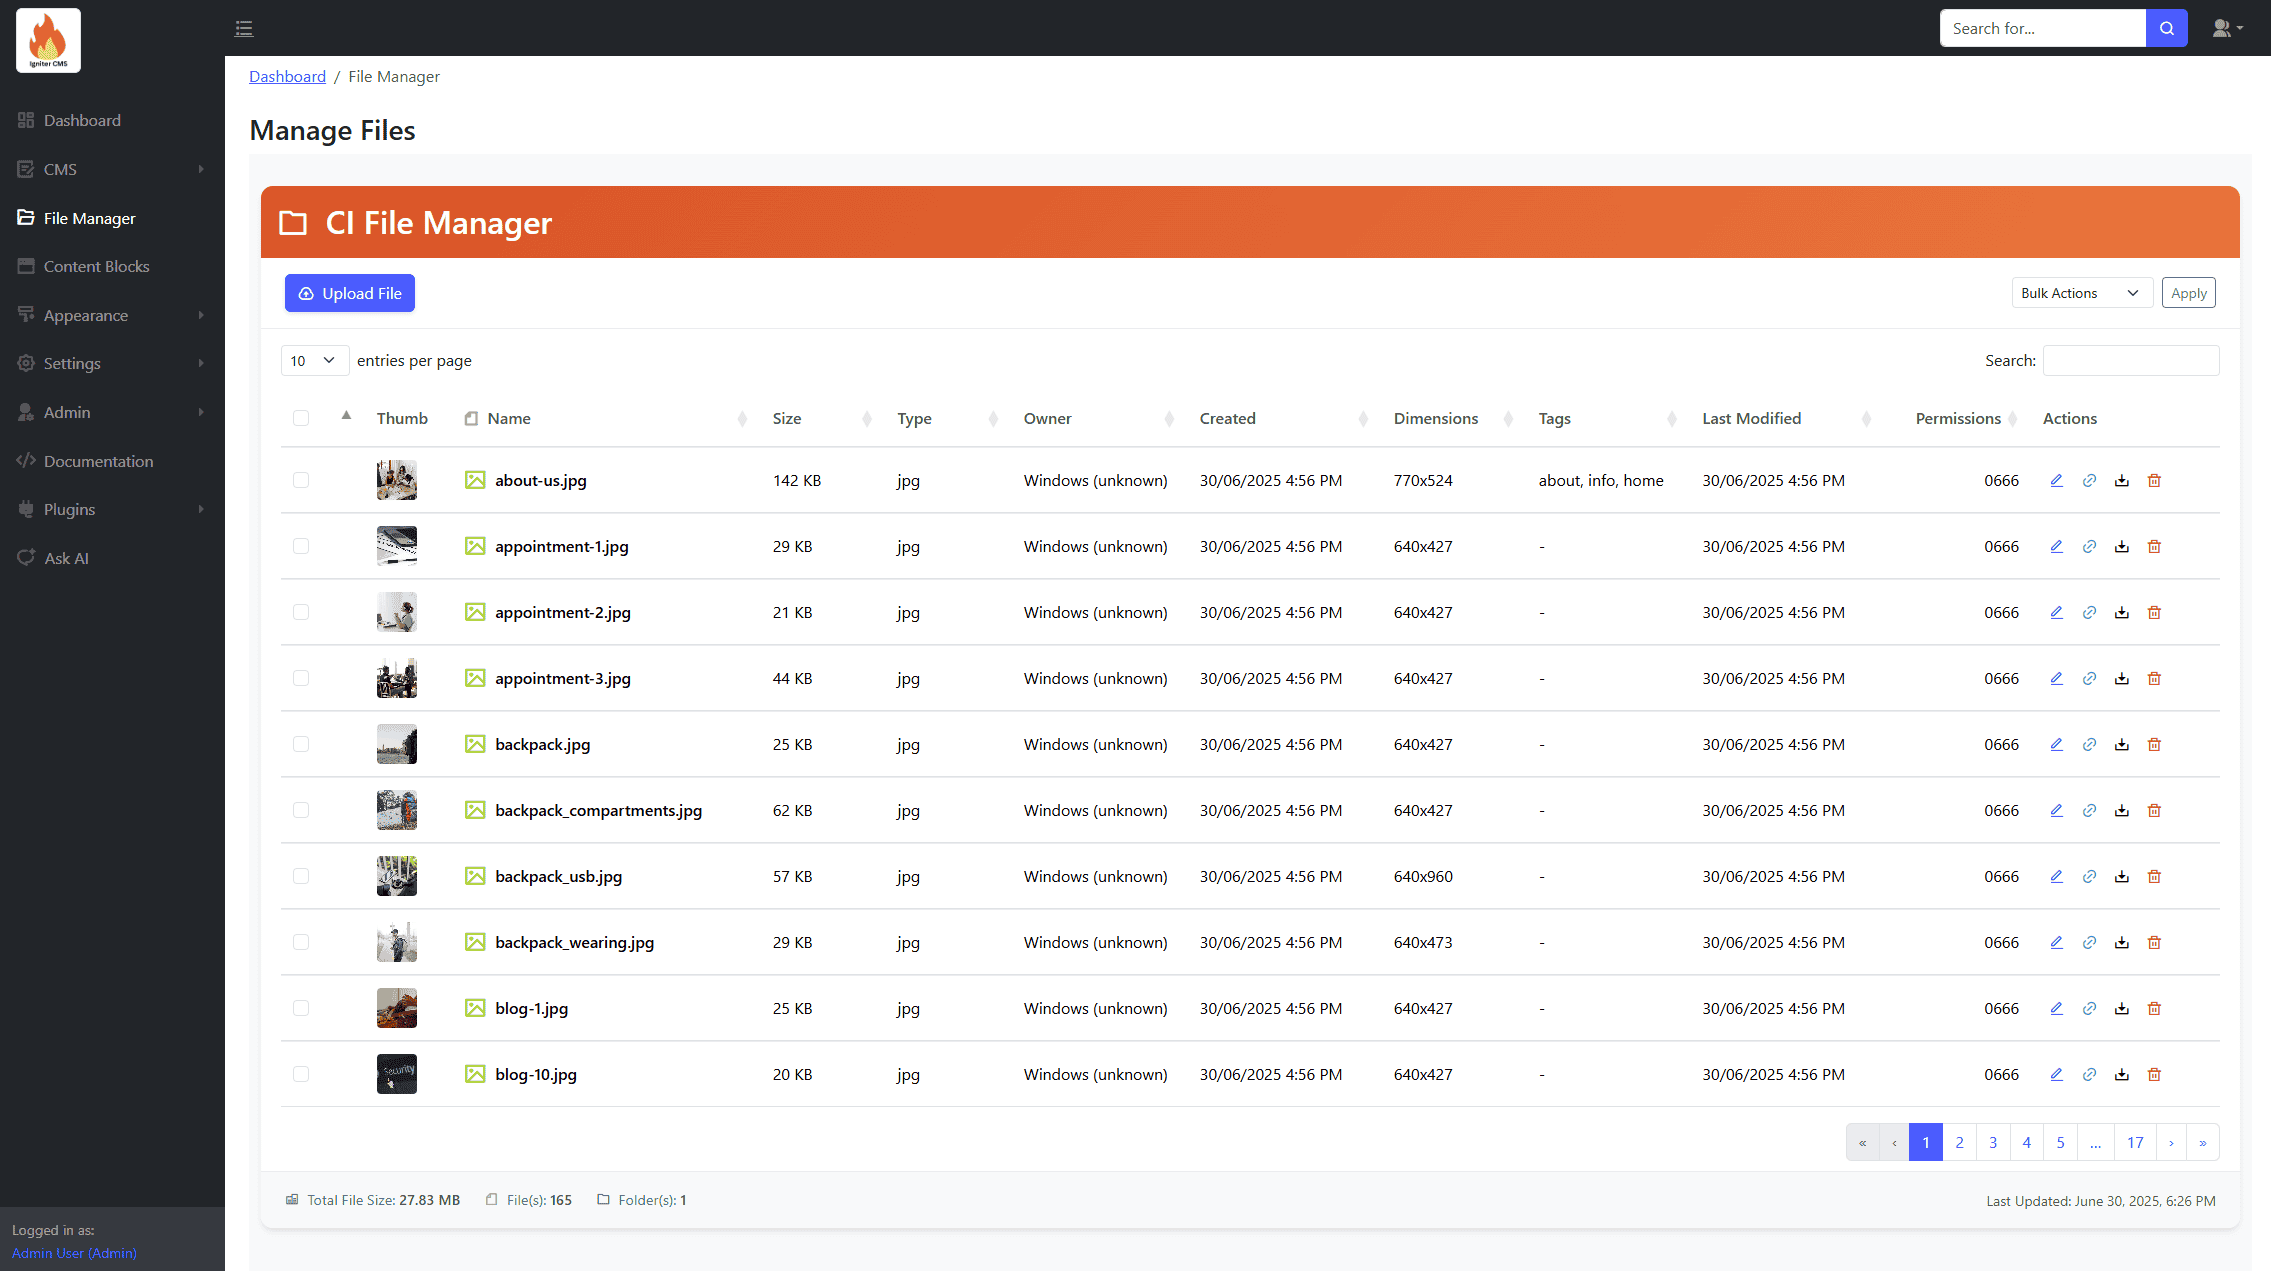 Igniter CMS
Search for...
Dashboard / File Manager
Manage Files
Dashboard
CMS
File Manager
Content Blocks
Appearance
Settings
Admin
Documentation
Plugins
Ask AI
Logged in as:
Admin User (Admin)
CI File Manager
Upload File
Bulk Actions Apply
10 entries per page Search:
Thumb Name Size Type Owner Created Dimensions Tags Last Modified Permissions Actions
about-us.jpg 142 KB jpg Windows (unknown) 30/06/2025 4:56 PM 770x524 about, info, home 30/06/2025 4:56 PM 0666
appointment-1.jpg 29 KB jpg Windows (unknown) 30/06/2025 4:56 PM 640x427 - 30/06/2025 4:56 PM 0666
appointment-2.jpg 21 KB jpg Windows (unknown) 30/06/2025 4:56 PM 640x427 - 30/06/2025 4:56 PM 0666
appointment-3.jpg 44 KB jpg Windows (unknown) 30/06/2025 4:56 PM 640x427 - 30/06/2025 4:56 PM 0666
backpack.jpg 25 KB jpg Windows (unknown) 30/06/2025 4:56 PM 640x427 - 30/06/2025 4:56 PM 0666
backpack_compartments.jpg 62 KB jpg Windows (unknown) 30/06/2025 4:56 PM 640x427 - 30/06/2025 4:56 PM 0666
backpack_usb.jpg 57 KB jpg Windows (unknown) 30/06/2025 4:56 PM 640x960 - 30/06/2025 4:56 PM 0666
backpack_wearing.jpg 29 KB jpg Windows (unknown) 30/06/2025 4:56 PM 640x473 - 30/06/2025 4:56 PM 0666
blog-1.jpg 25 KB jpg Windows (unknown) 30/06/2025 4:56 PM 640x427 - 30/06/2025 4:56 PM 0666
Security
blog-10.jpg 20 KB jpg Windows (unknown) 30/06/2025 4:56 PM 640x427 - 30/06/2025 4:56 PM 0666
« ‹ 1 2 3 4 5 ... 17 › »
Total File Size: 27.83 MB File(s): 165 Folder(s): 1 Last Updated: June 30, 2025, 6:26 PM